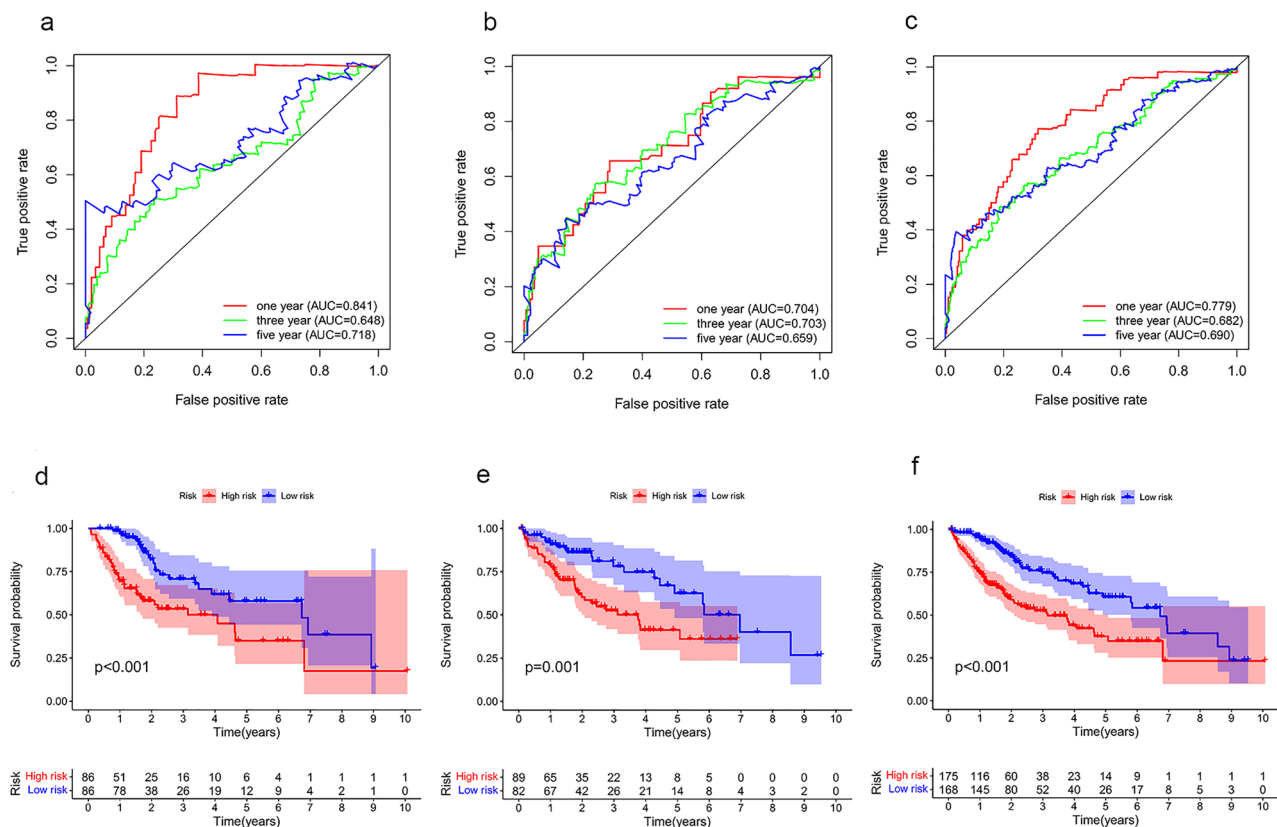 a
b
c
True positive rate
0.0 0.2 0.4 0.6 0.8 1.0
one year (AUC=0.841)
three year (AUC=0.648)
five year (AUC=0.718)
0.0 0.2 0.4 0.6 0.8 1.0
False positive rate
True positive rate
0.0 0.2 0.4 0.6 0.8 1.0
one year (AUC=0.704)
three year (AUC=0.703)
five year (AUC=0.659)
0.0 0.2 0.4 0.6 0.8 1.0
False positive rate
True positive rate
0.0 0.2 0.4 0.6 0.8 1.0
one year (AUC=0.779)
three year (AUC=0.682)
five year (AUC=0.690)
0.0 0.2 0.4 0.6 0.8 1.0
False positive rate
d
Risk High risk Low risk
Survival probability
1.00
0.75
0.50
0.25
0.00
p<0.001
0 1 2 3 4 5 6 7 8 9 10
Time(years)
Risk
High risk 86 51 25 16 10 6 4 1 1 1 1
Low risk 86 78 38 26 19 12 9 4 2 1 0
0 1 2 3 4 5 6 7 8 9 10
Time(years)
e
Risk High risk Low risk
Survival probability
1.00
0.75
0.50
0.25
0.00
p=0.001
0 1 2 3 4 5 6 7 8 9 10
Time(years)
Risk
High risk 89 65 35 22 13 8 5 0 0 0 0
Low risk 82 67 42 26 21 14 8 4 3 2 0
0 1 2 3 4 5 6 7 8 9 10
Time(years)
f
Risk High risk Low risk
Survival probability
1.00
0.75
0.50
0.25
0.00
p<0.001
0 1 2 3 4 5 6 7 8 9 10
Time(years)
Risk
High risk 175 116 60 38 23 14 9 1 1 1 1
Low risk 168 145 80 52 40 26 17 8 5 3 0
0 1 2 3 4 5 6 7 8 9 10
Time(years)